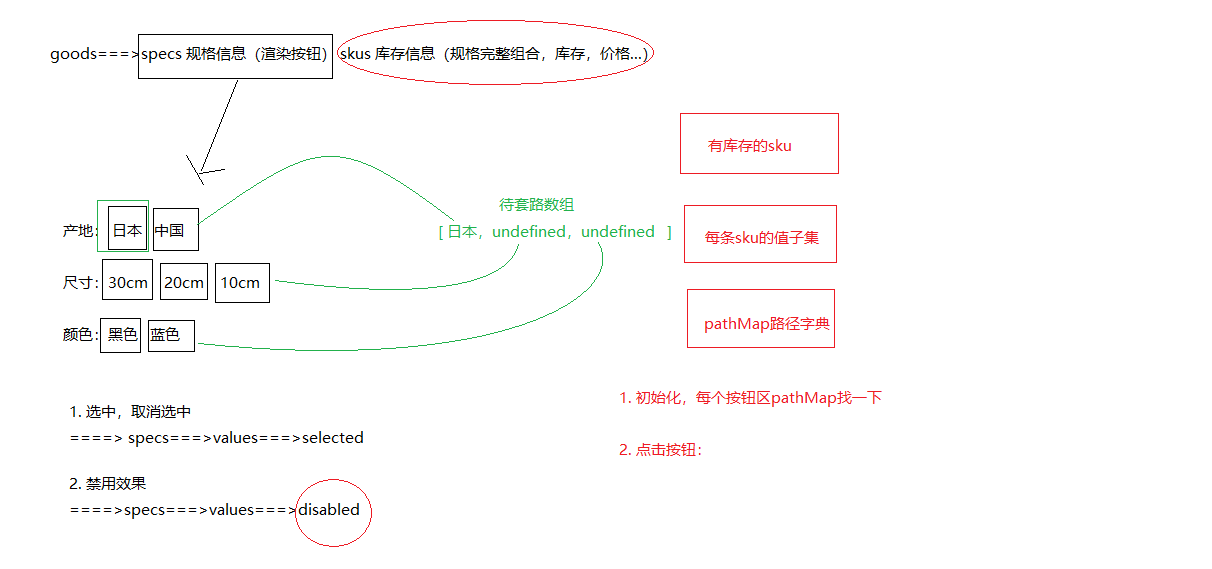 goods===>specs 规格信息（渲染按钮） skus 库存信息（规格完整组合，库存，价格...）
有库存的sku
待套路数组
产地： 日本 中国
[ 日本，undefined，undefined ]
每条sku的值子集
尺寸： 30cm 20cm 10cm
pathMap路径字典
颜色： 黑色 蓝色
1. 初始化，每个按钮区pathMap找一下
1. 选中，取消选中
====> specs===>values===>selected
2. 点击按钮：
2. 禁用效果
====>specs===>values===>disabled